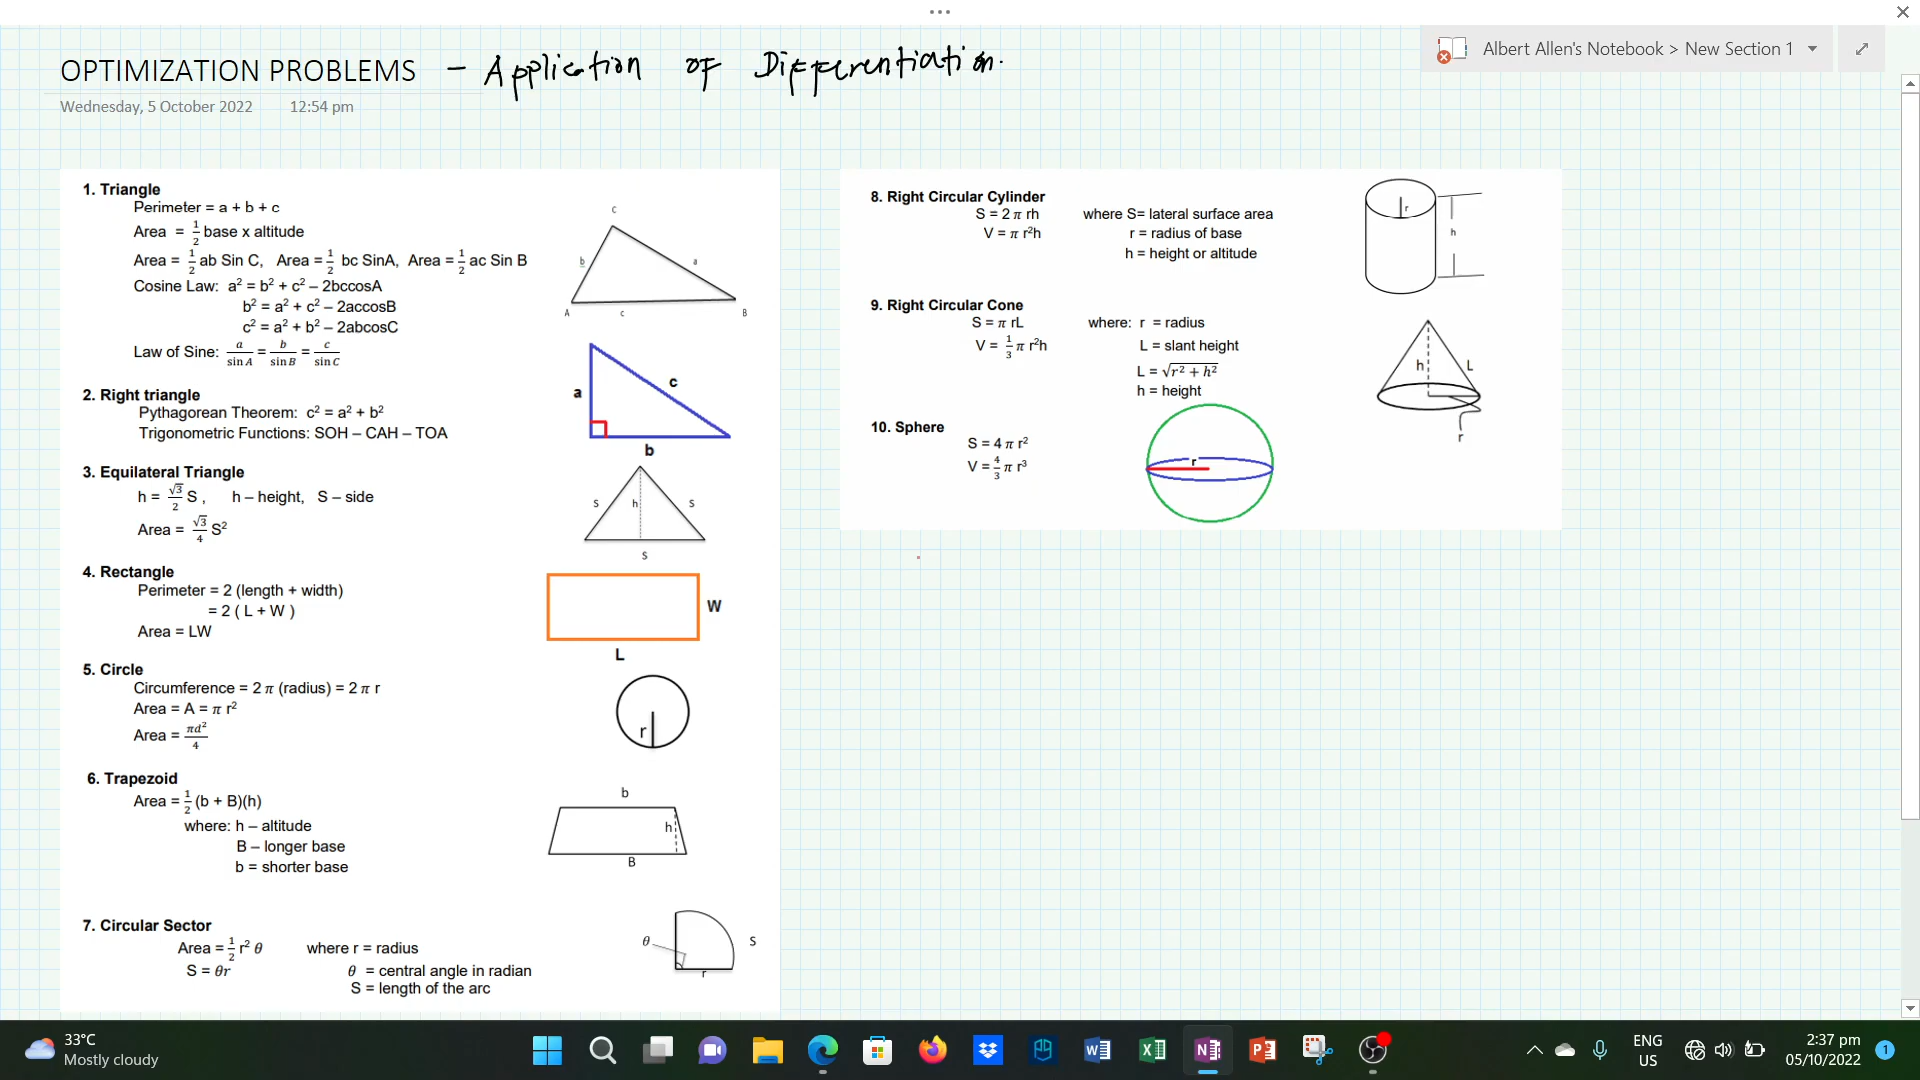 Albert Allen's Notebook > New Section 1
OPTIMIZATION PROBLEMS - Application of Differentiation.
Wednesday, 5 October 2022 12:54 pm
1. Triangle
Perimeter = a + b + c
Area = 1/2 base x altitude
Area = 1/2 ab Sin C, Area = 1/2 bc SinA, Area = 1/2 ac Sin B
Cosine Law: a² = b² + c² – 2bccosA
b² = a² + c² – 2accosB
c² = a² + b² – 2abcosC
Law of Sine: a/sin A = b/sin B = c/sin C
C
b
a
A
c
B
2. Right triangle
Pythagorean Theorem: c² = a² + b²
Trigonometric Functions: SOH – CAH – TOA
a
c
b
3. Equilateral Triangle
h = √3/2 S , h – height, S – side
Area = √3/4 S²
S
h
S
S
4. Rectangle
Perimeter = 2 (length + width)
= 2 ( L + W )
Area = LW
W
L
5. Circle
Circumference = 2 π (radius) = 2 π r
Area = A = π r²
Area = πd²/4
r
6. Trapezoid
Area = 1/2 (b + B)(h)
where: h – altitude
B – longer base
b = shorter base
b
h
B
7. Circular Sector
Area = 1/2 r² θ where r = radius
S = θr θ = central angle in radian
S = length of the arc
θ
S
r
8. Right Circular Cylinder
S = 2 π rh where S= lateral surface area
V = π r²h r = radius of base
h = height or altitude
r
h
9. Right Circular Cone
S = π rL where: r = radius
V = 1/3 π r²h L = slant height
L = √r² + h²
h = height
h
L
r
10. Sphere
S = 4 π r²
V = 4/3 π r³
r
33°C
Mostly cloudy
ENG
US
2:37 pm
05/10/2022
1